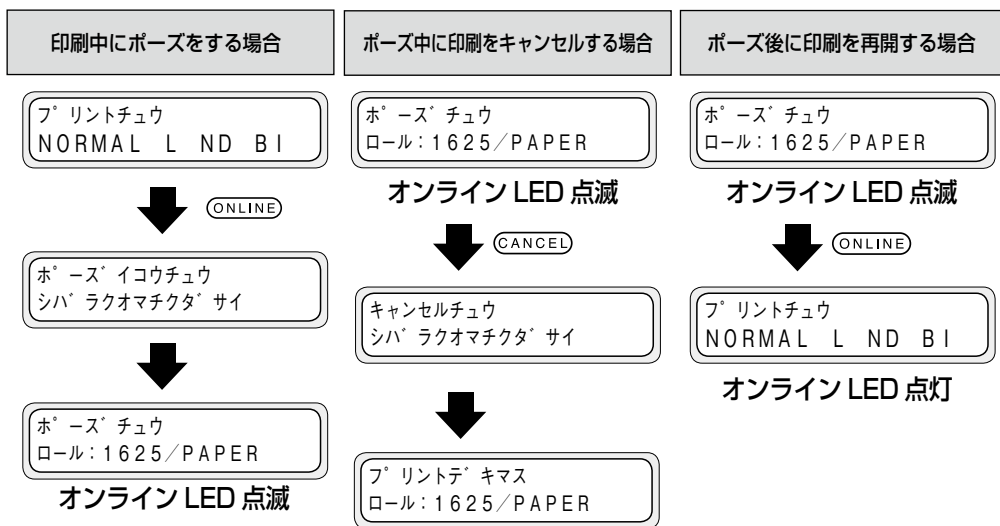 印刷中にポーズをする場合
プリントチュウ
NORMAL L ND BI
ONLINE
ポーズイコウチュウ
シバラクオマチクダサイ
ポーズチュウ
ロール:1625/PAPER
オンライン LED 点滅
ポーズ中に印刷をキャンセルする場合
ポーズチュウ
ロール:1625/PAPER
オンライン LED 点滅
CANCEL
キャンセルチュウ
シバラクオマチクダサイ
プリントデキマス
ロール:1625/PAPER
ポーズ後に印刷を再開する場合
ポーズチュウ
ロール:1625/PAPER
オンライン LED 点滅
ONLINE
プリントチュウ
NORMAL L ND BI
オンライン LED 点灯